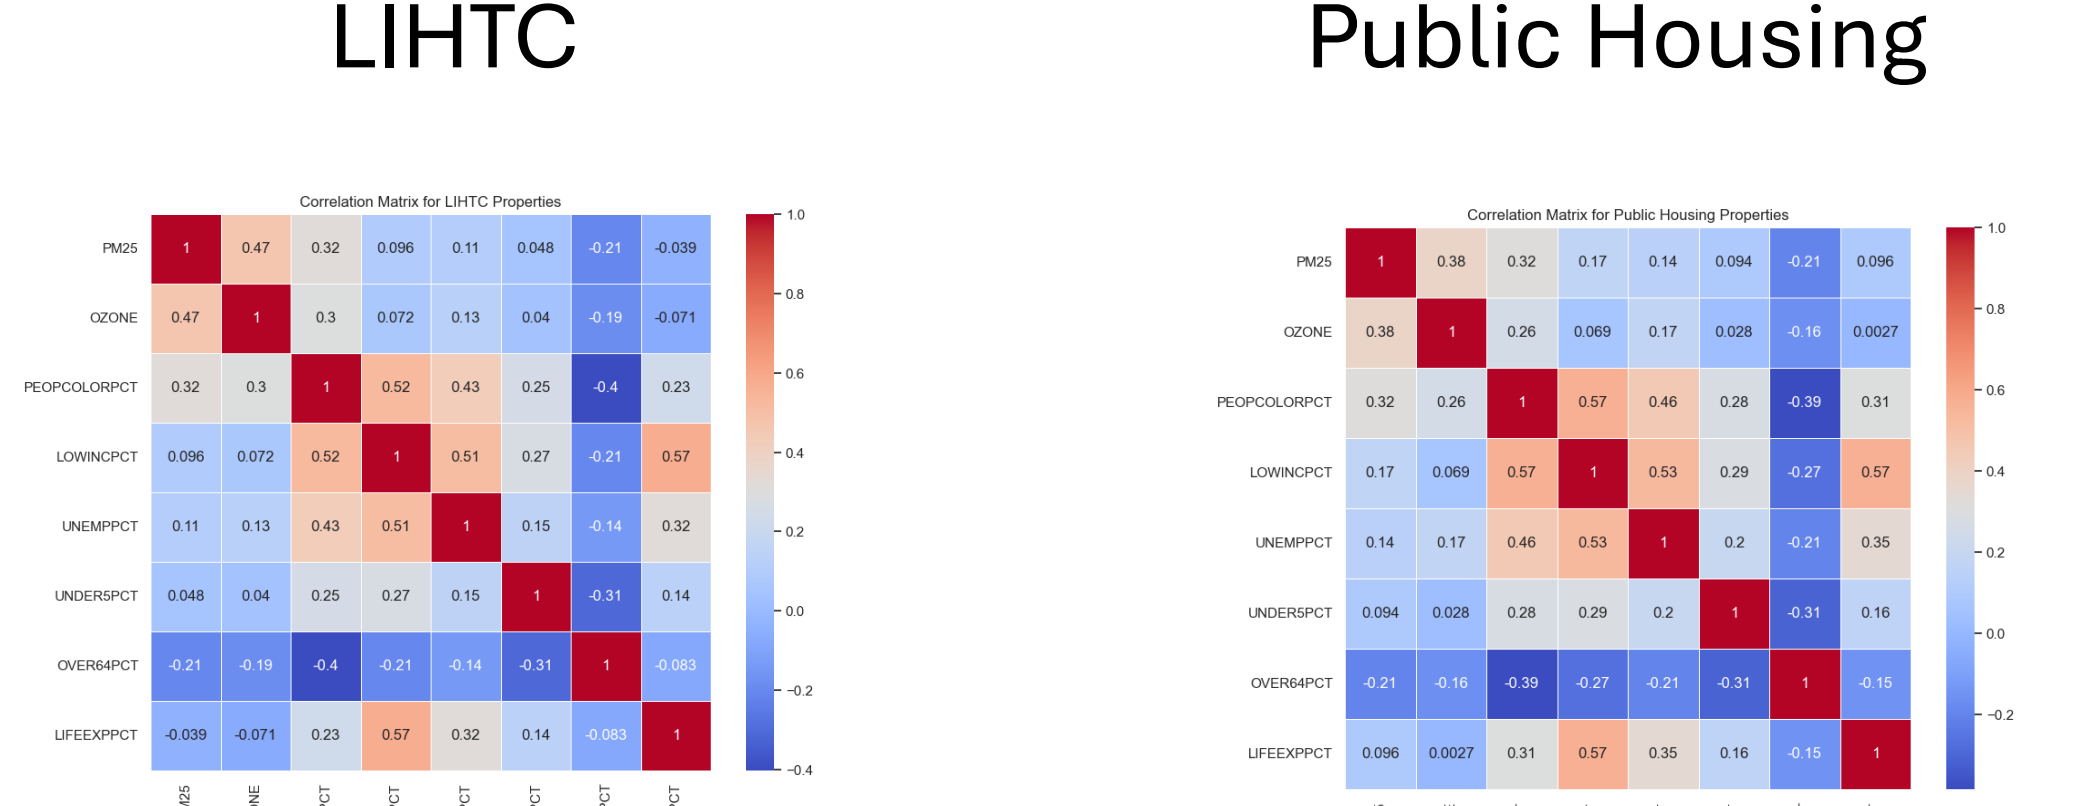 LIHTC
Public Housing
Correlation Matrix for LIHTC Properties
PM25 1 0.47 0.32 0.096 0.11 0.048 -0.21 -0.039
OZONE 0.47 1 0.3 0.072 0.13 0.04 -0.19 -0.071
PEOPCOLORPCT 0.32 0.3 1 0.52 0.43 0.25 -0.4 0.23
LOWINCPCT 0.096 0.072 0.52 1 0.51 0.27 -0.21 0.57
UNEMPPCT 0.11 0.13 0.43 0.51 1 0.15 -0.14 0.32
UNDER5PCT 0.048 0.04 0.25 0.27 0.15 1 -0.31 0.14
OVER64PCT -0.21 -0.19 -0.4 -0.21 -0.14 -0.31 1 -0.083
LIFEEXPPCT -0.039 -0.071 0.23 0.57 0.32 0.14 -0.083 1
1.0
0.8
0.6
0.4
0.2
0.0
−0.2
−0.4
Correlation Matrix for Public Housing Properties
PM25 1 0.38 0.32 0.17 0.14 0.094 -0.21 0.096
OZONE 0.38 1 0.26 0.069 0.17 0.028 -0.16 0.0027
PEOPCOLORPCT 0.32 0.26 1 0.57 0.46 0.28 -0.39 0.31
LOWINCPCT 0.17 0.069 0.57 1 0.53 0.29 -0.27 0.57
UNEMPPCT 0.14 0.17 0.46 0.53 1 0.2 -0.21 0.35
UNDER5PCT 0.094 0.028 0.28 0.29 0.2 1 -0.31 0.16
OVER64PCT -0.21 -0.16 -0.39 -0.27 -0.21 -0.31 1 -0.15
LIFEEXPPCT 0.096 0.0027 0.31 0.57 0.35 0.16 -0.15 1
1.0
0.8
0.6
0.4
0.2
0.0
−0.2